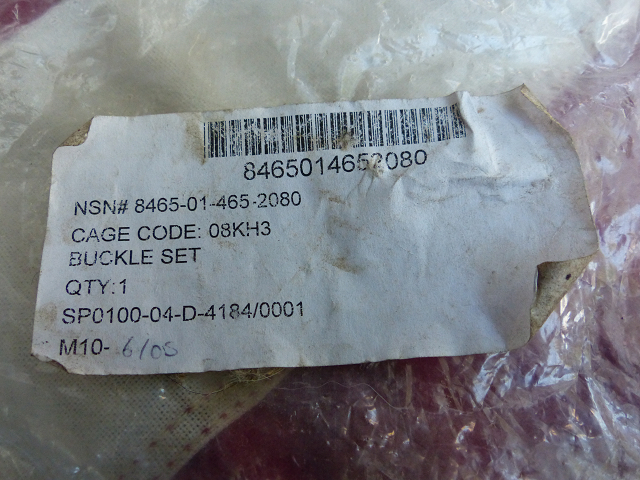 8465014652080
NSN# 8465-01-465-2080
CAGE CODE: 08KH3
BUCKLE SET
QTY:1
SP0100-04-D-4184/0001
M10- 6/05